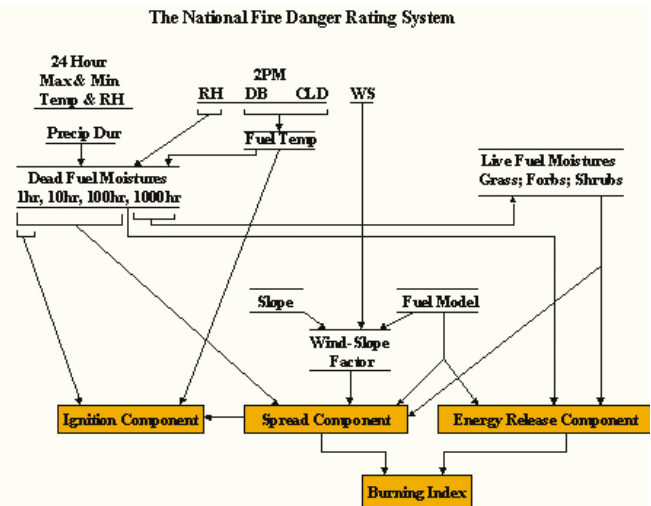 The National Fire Danger Rating System
24 Hour
Max & Min
Temp & RH
2PM
RH DB CLD WS
Precip Dur
Fuel Temp
Dead Fuel Moistures
1hr, 10hr, 100hr, 1000hr
Live Fuel Moistures
Grass; Forbs; Shrubs
Slope
Fuel Model
Wind-Slope
Factor
Ignition Component
Spread Component
Energy Release Component
Burning Index